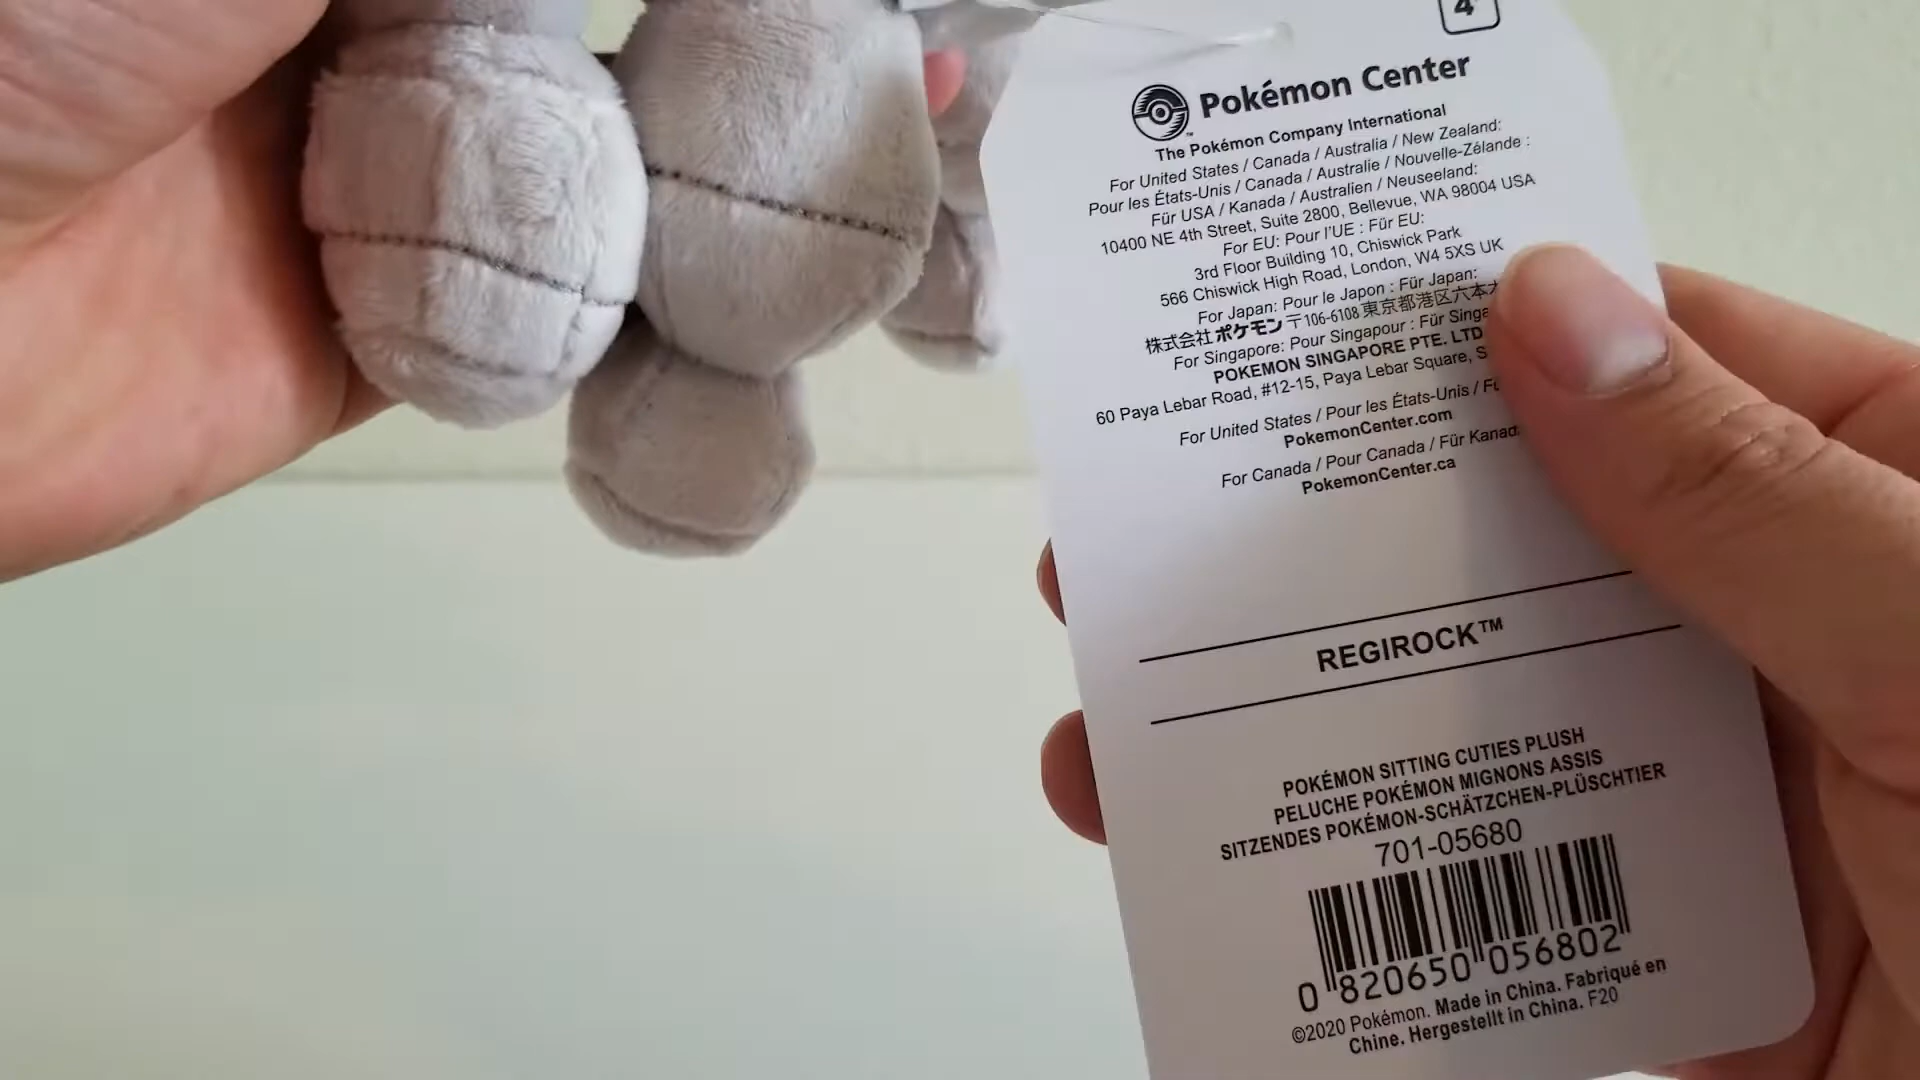 4+
Pokémon Center
The Pokémon Company International
For United States / Canada / Australia / New Zealand:
Pour les États-Unis / Canada / Australie / Nouvelle-Zélande :
Für USA / Kanada / Australien / Neuseeland:
10400 NE 4th Street, Suite 2800, Bellevue, WA 98004 USA
For EU: Pour l'UE : Für EU:
3rd Floor Building 10, Chiswick Park
566 Chiswick High Road, London, W4 5XS UK
For Japan: Pour le Japon : Für Japan:
株式会社 ポケモン 〒106-6108 東京都港区六本木
For Singapore: Pour Singapour : Für Singa
POKEMON SINGAPORE PTE. LTD
60 Paya Lebar Road, #12-15, Paya Lebar Square, S
For United States / Pour les États-Unis / Fü
PokemonCenter.com
For Canada / Pour Canada / Für Kanad
PokemonCenter.ca
REGIROCK™
POKÉMON SITTING CUTIES PLUSH
PELUCHE POKÉMON MIGNONS ASSIS
SITZENDES POKÉMON-SCHÄTZCHEN-PLÜSCHTIER
701-05680
0 820650 056802
©2020 Pokémon. Made in China. Fabriqué en
Chine. Hergestellt in China. F20